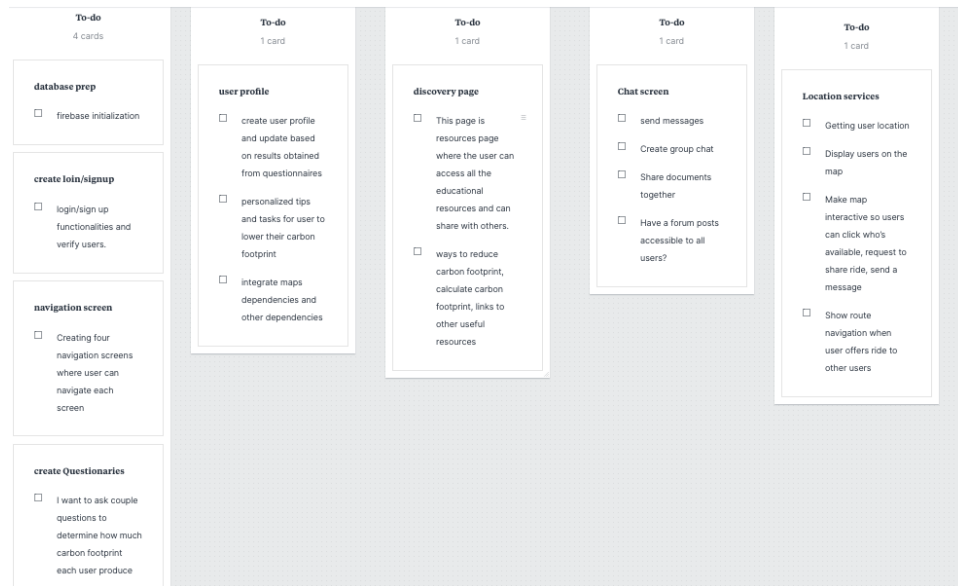 To-do
4 cards
database prep
firebase initialization
create loin/signup
login/sign up
functionalities and
verify users.
navigation screen
Creating four
navigation screens
where user can
navigate each
screen
create Questionaries
I want to ask couple
questions to
determine how much
carbon footprint
each user produce
To-do
1 card
user profile
create user profile
and update based
on results obtained
from questionnaires
personalized tips
and tasks for user to
lower their carbon
footprint
integrate maps
dependencies and
other dependencies
To-do
1 card
discovery page
This page is
resources page
where the user can
access all the
educational
resources and can
share with others.
ways to reduce
carbon footprint,
calculate carbon
footprint, links to
other useful
resources
To-do
1 card
Chat screen
send messages
Create group chat
Share documents
together
Have a forum posts
accessible to all
users?
To-do
1 card
Location services
Getting user location
Display users on the
map
Make map
interactive so users
can click who's
available, request to
share ride, send a
message
Show route
navigation when
user offers ride to
other users